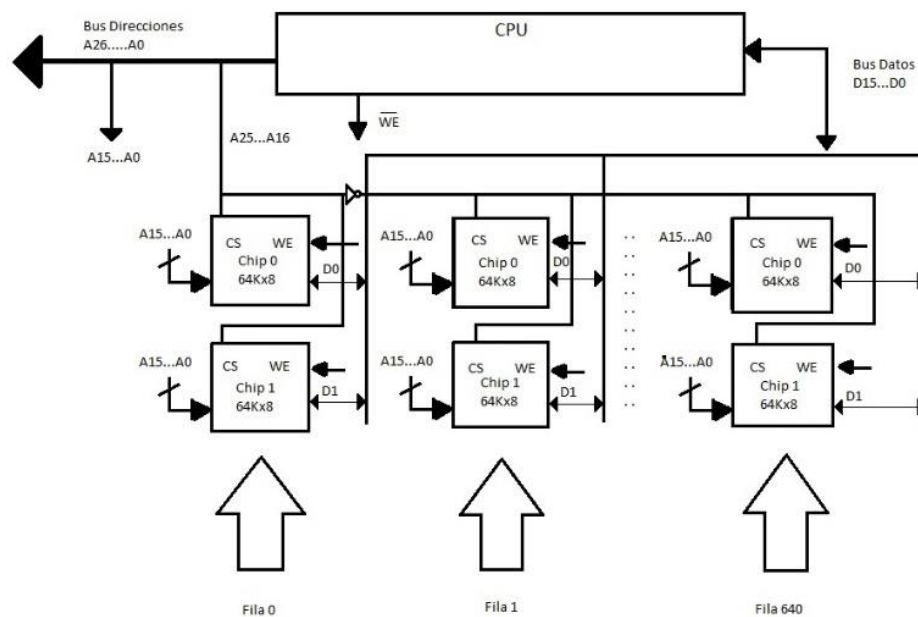 Bus Direcciones
A26.....A0
CPU
Bus Datos
D15...D0
WE
A15...A0
A25...A16
A15...A0
CS WE
Chip 0
64Kx8
D0
A15...A0
CS WE
Chip 0
64Kx8
D0
A15...A0
CS WE
Chip 0
64Kx8
D0
A15...A0
CS WE
Chip 1
64Kx8
D1
A15...A0
CS WE
Chip 1
64Kx8
D1
A15...A0
CS WE
Chip 1
64Kx8
D1
Fila 0
Fila 1
Fila 640